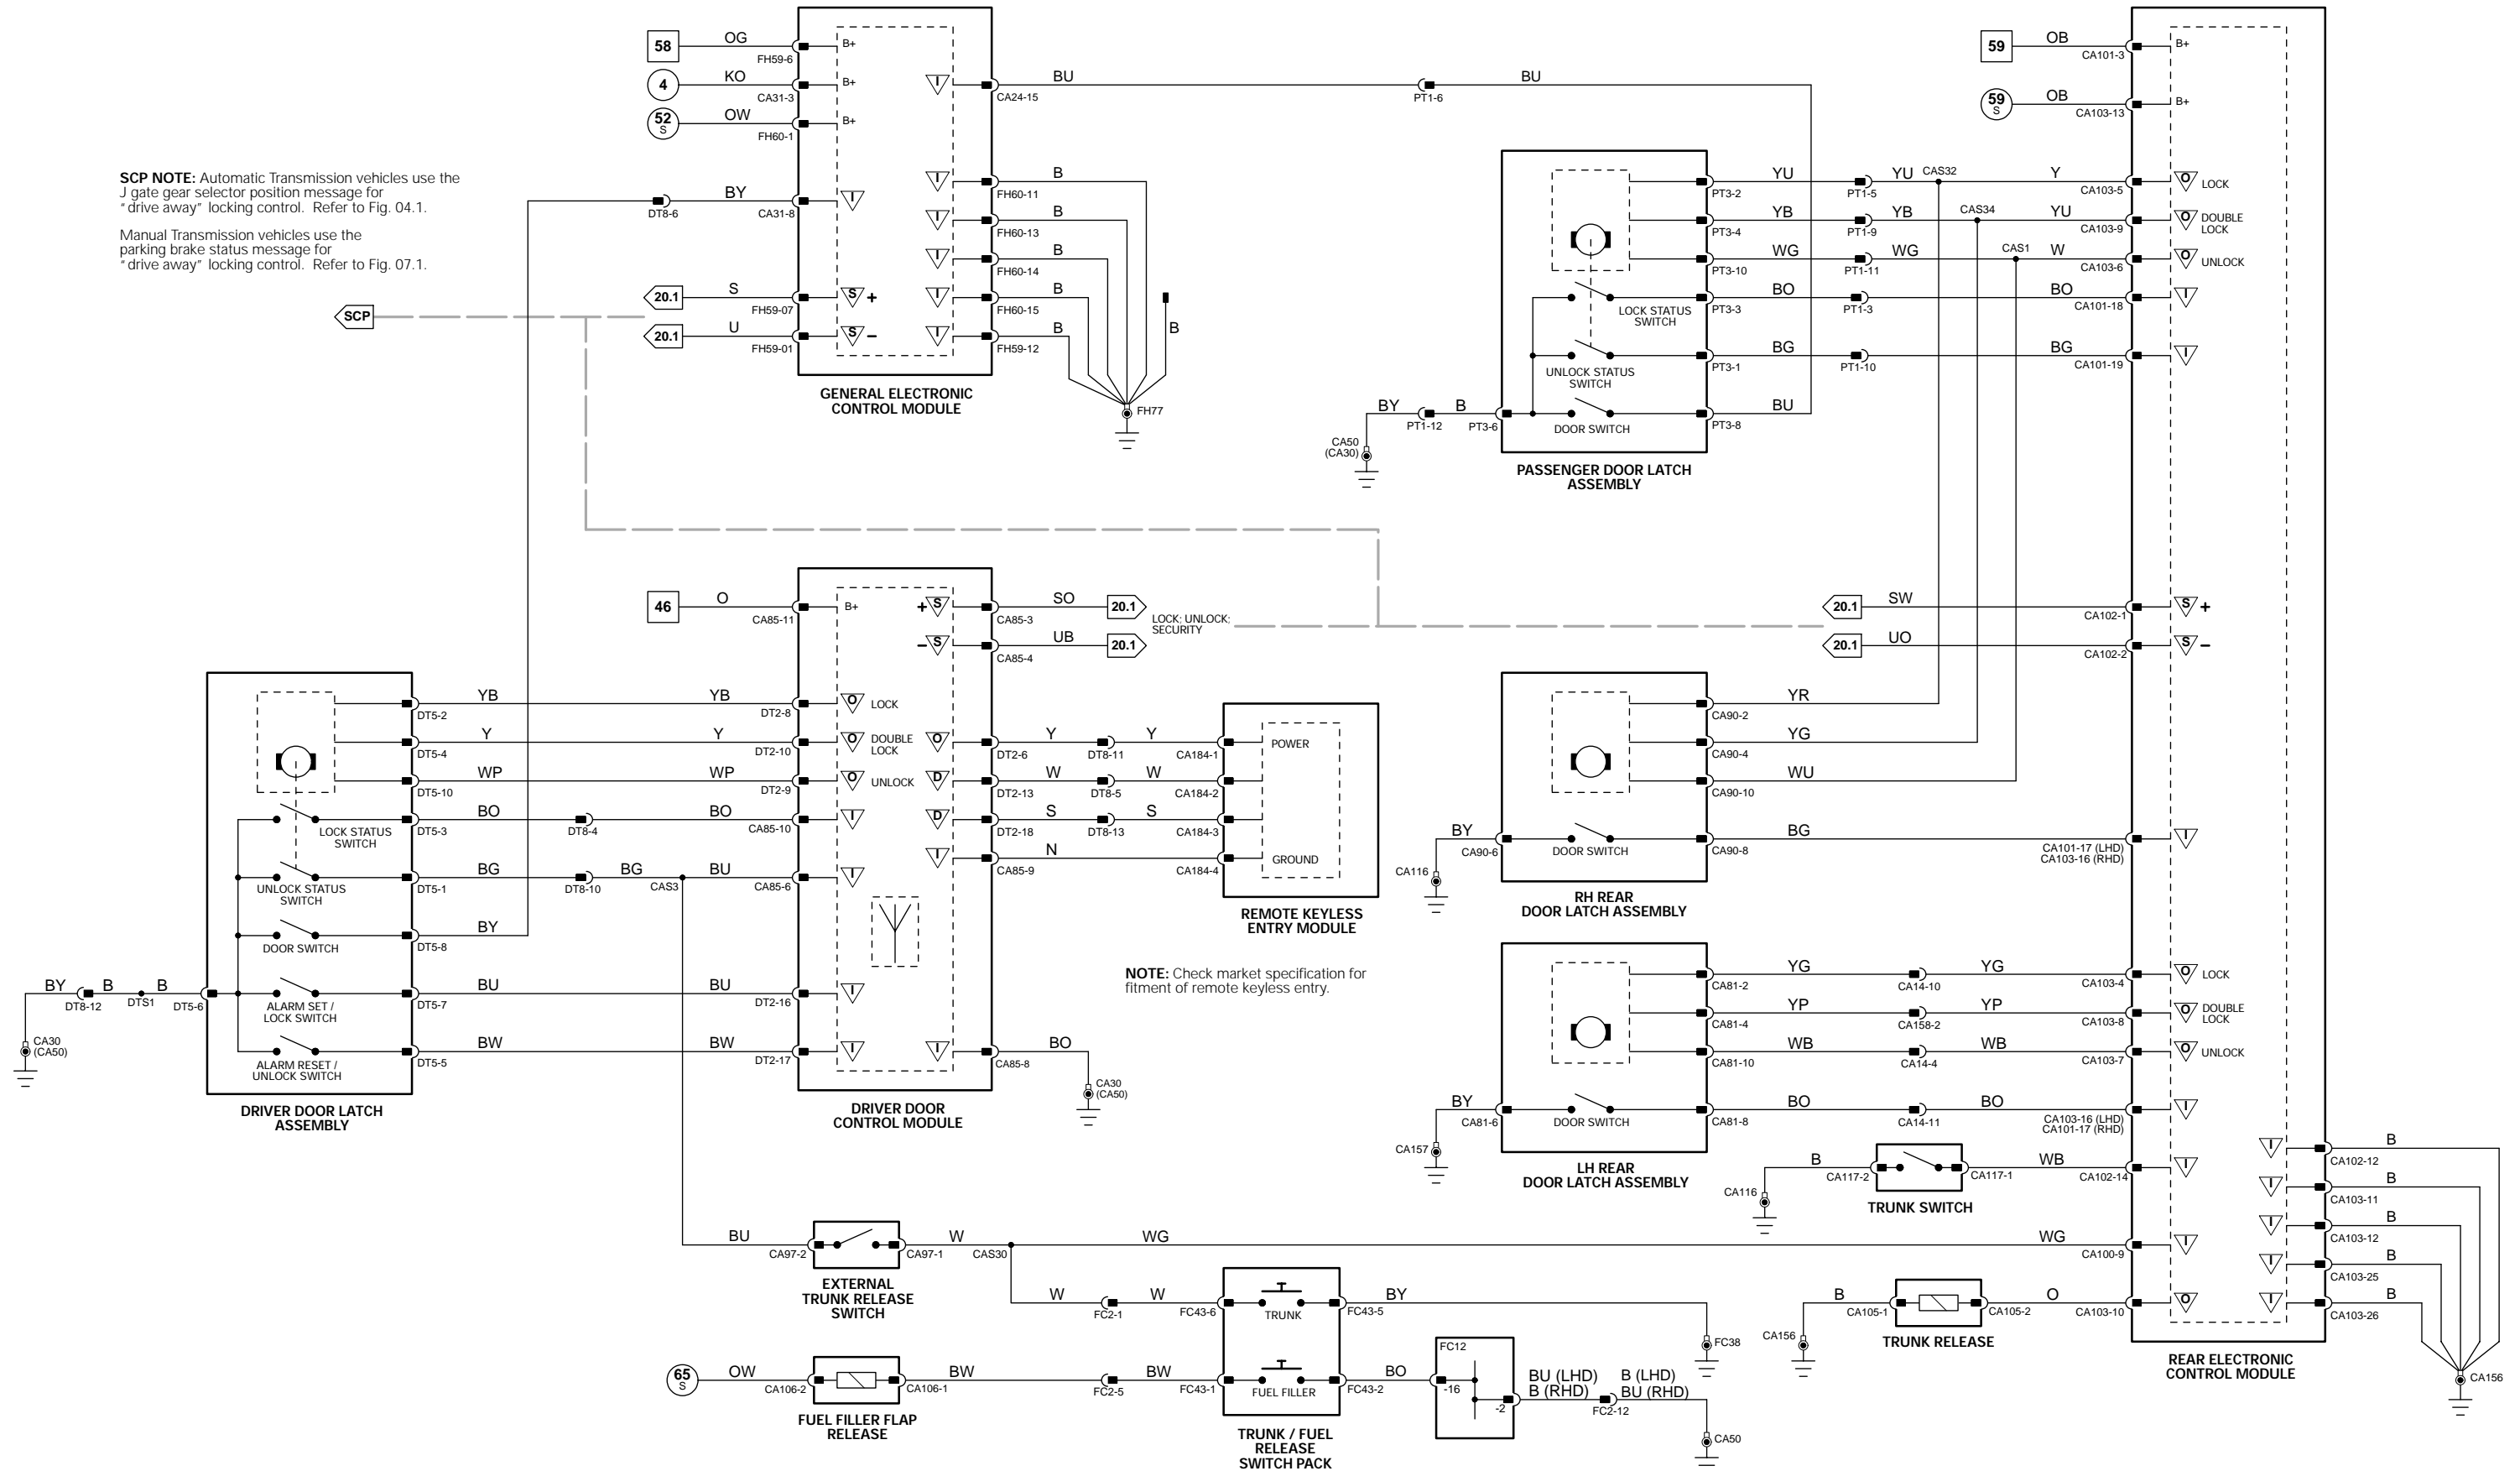 58
OG
FH59-6
B+
4
KO
CA31-3
B+
52
S
OW
FH60-1
B+
I
CA24-15
BU
PT1-6
BU
59
OB
CA101-3
B+
59
S
OB
CA103-13
B+
SCP NOTE: Automatic Transmission vehicles use the
J gate gear selector position message for
"drive away" locking control. Refer to Fig. 04.1.
Manual Transmission vehicles use the
parking brake status message for
"drive away" locking control. Refer to Fig. 07.1.
DT8-6
BY
CA31-8
I
I
FH60-11
B
I
FH60-13
B
I
FH60-14
B
20.1
S
FH59-07
S
+
I
FH60-15
B
20.1
U
FH59-01
S
–
I
FH59-12
B
B
SCP
FH77
GENERAL ELECTRONIC
CONTROL MODULE
PT3-2
YU
PT1-5
YU
CAS32
Y
CA103-5
O
LOCK
PT3-4
YB
PT1-9
YB
CAS34
YU
CA103-9
O
DOUBLE
LOCK
PT3-10
WG
PT1-11
WG
CAS1
W
CA103-6
O
UNLOCK
LOCK STATUS
SWITCH
PT3-3
BO
PT1-3
BO
CA101-18
I
UNLOCK STATUS
SWITCH
PT3-1
BG
PT1-10
BG
CA101-19
I
BY
PT1-12
B
PT3-6
DOOR SWITCH
PT3-8
BU
CA50
(CA30)
PASSENGER DOOR LATCH
ASSEMBLY
46
O
CA85-11
B+
+
S
CA85-3
SO
20.1
–
S
CA85-4
UB
20.1
LOCK; UNLOCK;
SECURITY
20.1
SW
CA102-1
S
+
20.1
UO
CA102-2
S
–
DT5-2
YB
YB
DT2-8
O
LOCK
DT5-4
Y
Y
DT2-10
O
DOUBLE
LOCK
DT5-10
WP
WP
DT2-9
O
UNLOCK
LOCK STATUS
SWITCH
DT5-3
BO
DT8-4
BO
CA85-10
I
UNLOCK STATUS
SWITCH
DT5-1
BG
DT8-10
BG
CAS3
BU
CA85-6
I
DOOR SWITCH
DT5-8
BY
BY
DT8-12
B
DTS1
B
DT5-6
ALARM SET /
LOCK SWITCH
DT5-7
BU
BU
DT2-16
I
ALARM RESET /
UNLOCK SWITCH
DT5-5
BW
BW
DT2-17
I
CA30
(CA50)
DRIVER DOOR LATCH
ASSEMBLY
O
DT2-6
Y
DT8-11
Y
CA184-1
POWER
D
DT2-13
W
DT8-5
W
CA184-2
D
DT2-18
S
DT8-13
S
CA184-3
I
CA85-9
N
CA184-4
GROUND
REMOTE KEYLESS
ENTRY MODULE
I
CA85-8
BO
CA30
(CA50)
DRIVER DOOR
CONTROL MODULE
NOTE: Check market specification for
fitment of remote keyless entry.
CA90-2
YR
CA90-4
YG
CA90-10
WU
BY
CA90-6
DOOR SWITCH
CA90-8
BG
CA101-17 (LHD)
CA103-16 (RHD)
I
CA116
RH REAR
DOOR LATCH ASSEMBLY
CA81-2
YG
CA14-10
YG
CA103-4
O
LOCK
CA81-4
YP
CA158-2
YP
CA103-8
O
DOUBLE
LOCK
CA81-10
WB
CA14-4
WB
CA103-7
O
UNLOCK
BY
CA81-6
DOOR SWITCH
CA81-8
BO
CA14-11
BO
CA103-16 (LHD)
CA101-17 (RHD)
I
CA157
LH REAR
DOOR LATCH ASSEMBLY
B
CA117-2
CA117-1
WB
CA102-14
I
CA116
TRUNK SWITCH
I
CA102-12
B
I
CA103-11
B
I
CA103-12
B
I
CA103-25
B
I
CA103-26
B
CA156
BU
CA97-2
CA97-1
W
CAS30
WG
WG
CA100-9
I
EXTERNAL
TRUNK RELEASE
SWITCH
W
FC2-1
W
FC43-6
TRUNK
FC43-5
BY
FC38
B
CA105-1
CA105-2
O
CA103-10
O
CA156
TRUNK RELEASE
REAR ELECTRONIC
CONTROL MODULE
65
S
OW
CA106-2
CA106-1
BW
FC2-5
BW
FC43-1
FUEL FILLER
FC43-2
BO
FC12
-16
-2
BU (LHD)
B (RHD)
FC2-12
B (LHD)
BU (RHD)
CA50
FUEL FILLER FLAP
RELEASE
TRUNK / FUEL
RELEASE
SWITCH PACK